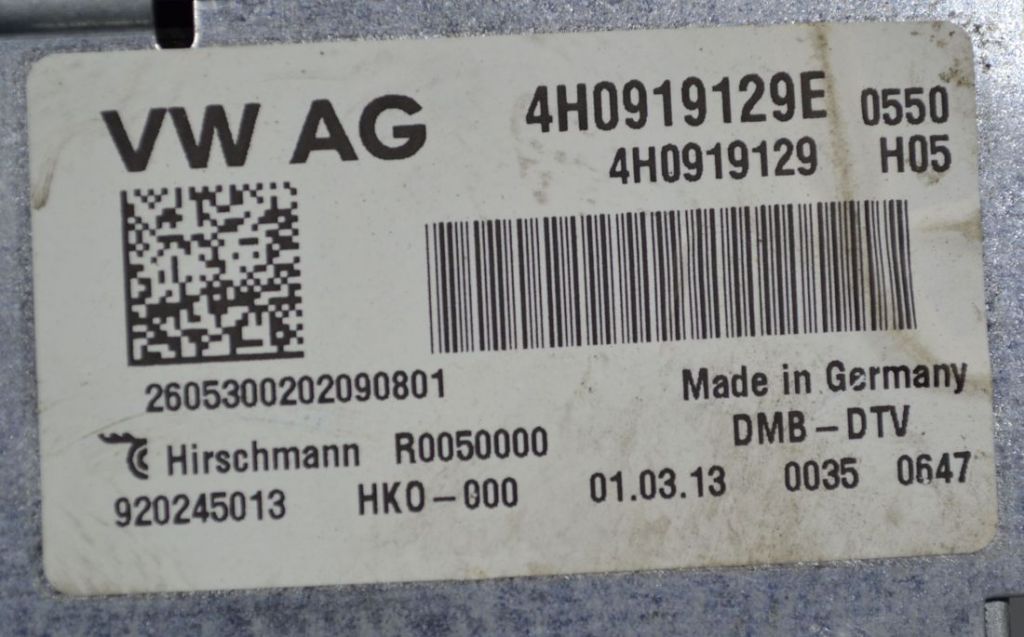 VW AG
4H0919129E 0550
4H0919129 H05
2605300202090801
Made in Germany
DMB-DTV
Hirschmann R0050000
920245013 HK0-000 01.03.13 0035 0647